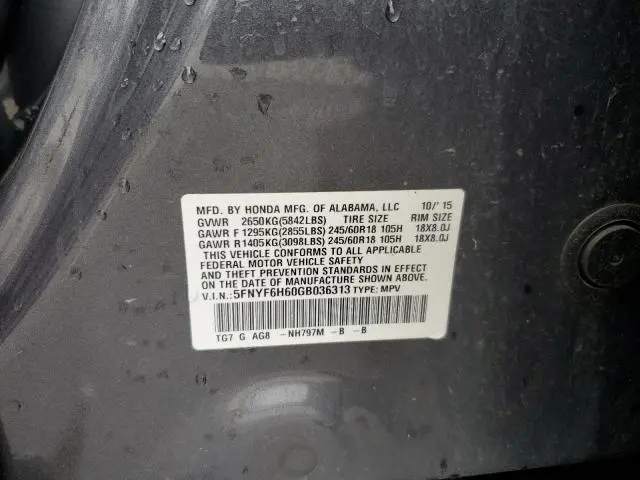 MFD. BY HONDA MFG. OF ALABAMA, LLC 10/'15
GVWR 2650KG(5842LBS) TIRE SIZE RIM SIZE
GAWR F 1295KG(2855LBS) 245/60R18 105H 18X8.0J
GAWR R 1405KG(3098LBS) 245/60R18 105H 18X8.0J
THIS VEHICLE CONFORMS TO ALL APPLICABLE
FEDERAL MOTOR VEHICLE SAFETY
AND THEFT PREVENTION STANDARDS IN EFFECT ON
THE DATE OF MANUFACTURE SHOWN ABOVE.
V.I.N.: 5FNYF6H60GB036313 TYPE: MPV
TG7 G AG8 -NH797M -B -B